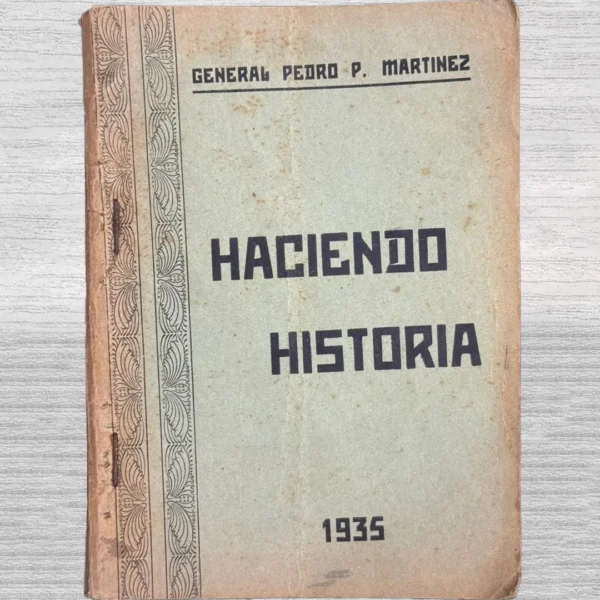 GENERAL PEDRO P. MARTINEZ
HACIENDO
HISTORIA
1935